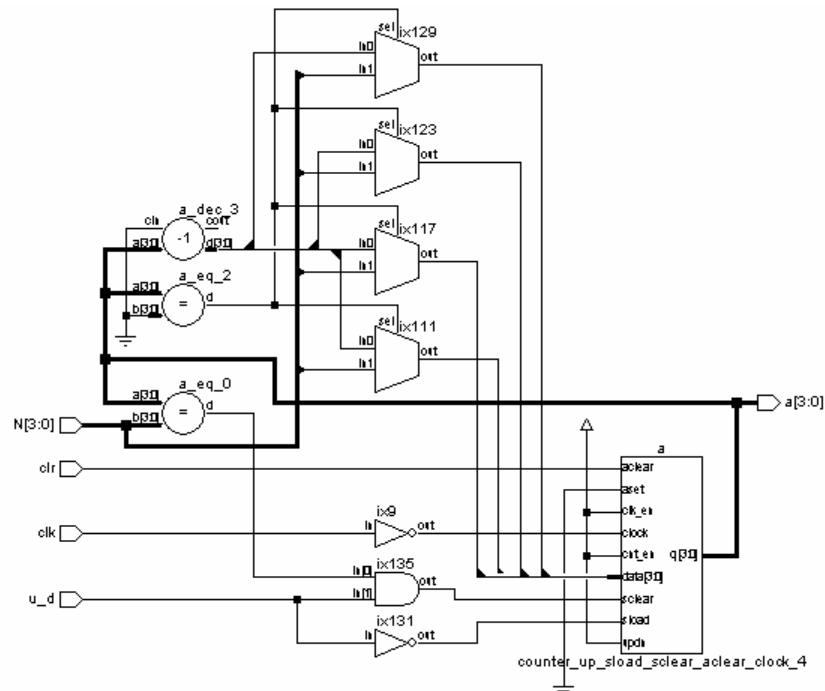 sel ix129
in0
in1
out
sel ix123
in0
in1
out
a_dec_3
cin
cout
a[3:0]
-1
d[3:0]
sel ix117
in0
in1
out
a_eq_2
a[3:0]
b[3:0]
=
d
sel ix111
in0
in1
out
a_eq_0
a[3:0]
b[3:0]
=
d
N[3:0]
a[3:0]
clr
a
aclear
aset
clk_en
clk
ix9
in
out
clock
cnt_en
q[3:0]
data[3:0]
ix135
in[0]
in[1]
out
sclear
u_d
ix131
in
out
sload
updn
counter_up_sload_sclear_aclear_clock_4